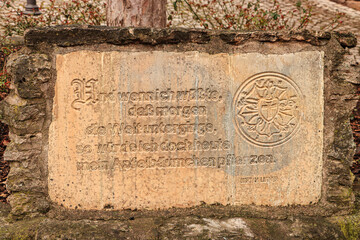 Und wenn ich wüßte,
daß morgen
die Welt unterginge,
so würde ich doch heute
mein Apfelbäumchen pflanzen.